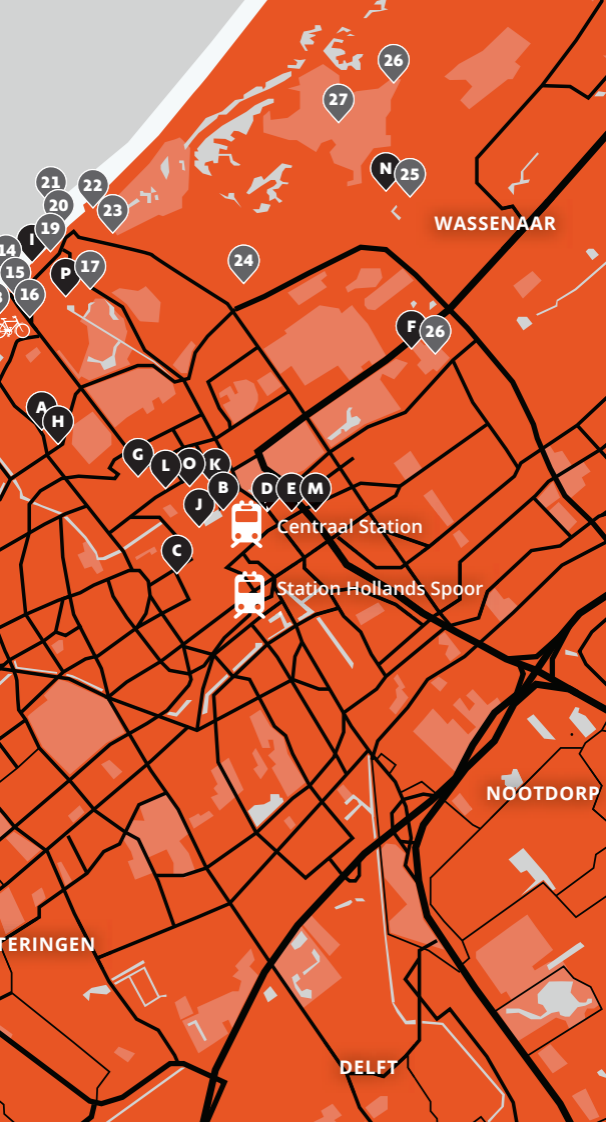 26
27
N
25
21
22
20
23
WASSENAAR
19
I
14
24
15
P
17
16
F
26
A
H
G
L
O
K
B
D
E
M
J
Centraal Station
C
Station Hollands Spoor
NOOTDORP
TERINGEN
DELFT